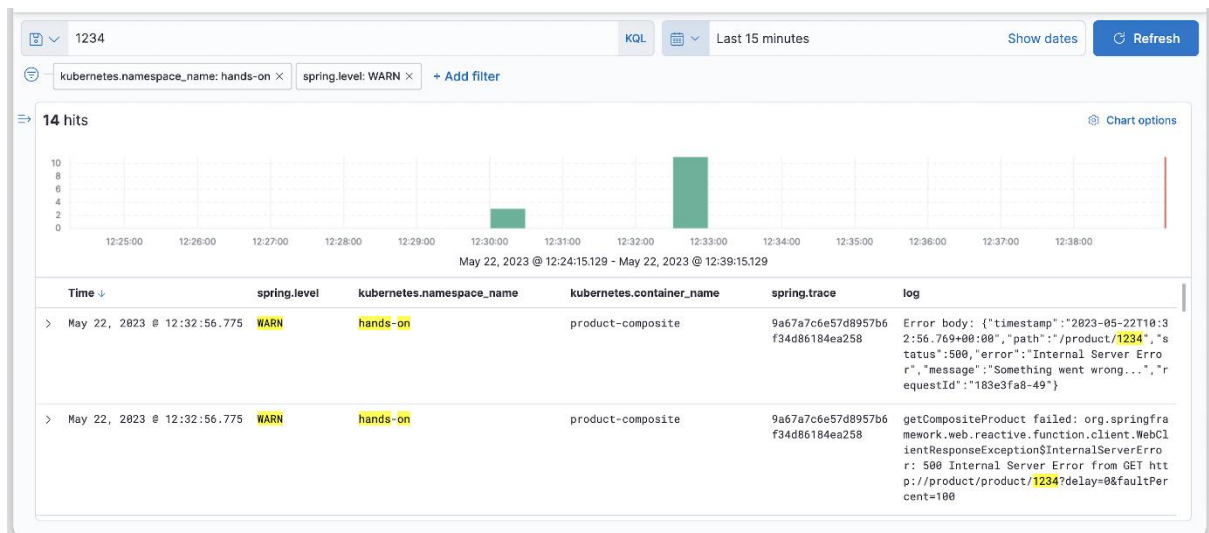 1234 KQL Last 15 minutes Show dates Refresh
kubernetes.namespace_name: hands-on × spring.level: WARN × + Add filter
14 hits Chart options
10
8
6
4
2
0
12:25:00 12:26:00 12:27:00 12:28:00 12:29:00 12:30:00 12:31:00 12:32:00 12:33:00 12:34:00 12:35:00 12:36:00 12:37:00 12:38:00
May 22, 2023 @ 12:24:15.129 - May 22, 2023 @ 12:39:15.129
Time ↓ spring.level kubernetes.namespace_name kubernetes.container_name spring.trace log
May 22, 2023 @ 12:32:56.775 WARN hands-on product-composite 9a67a7c6e57d8957b6 Error body: {"timestamp":"2023-05-22T10:3
f34d86184ea258 2:56.769+00:00","path":"/product/1234","s
tatus":500,"error":"Internal Server Erro
r","message":"Something went wrong...","r
equestId":"183e3fa8-49"}
May 22, 2023 @ 12:32:56.775 WARN hands-on product-composite 9a67a7c6e57d8957b6 getCompositeProduct failed: org.springfra
f34d86184ea258 mework.web.reactive.function.client.WebCl
ientResponseException$InternalServerErro
r: 500 Internal Server Error from GET htt
p://product/product/1234?delay=0&faultPer
cent=100